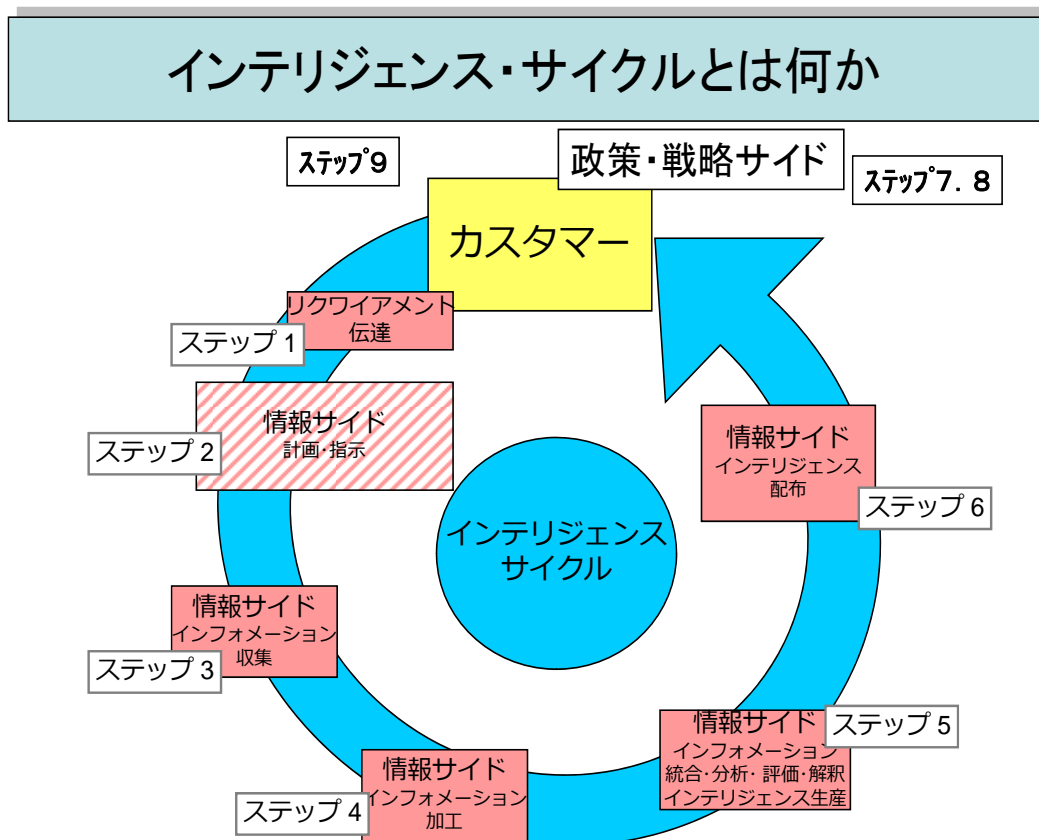 インテリジェンス・サイクルとは何か
ステップ9
政策・戦略サイド
ステップ7. 8
カスタマー
リクワイアメント
伝達
ステップ 1
情報サイド
計画・指示
ステップ 2
情報サイド
インテリジェンス
配布
ステップ 6
インテリジェンス
サイクル
情報サイド
インフォメーション
収集
ステップ 3
情報サイド
インフォメーション
統合・分析・ 評価・解釈
インテリジェンス生産
ステップ 5
情報サイド
インフォメーション
加工
ステップ 4